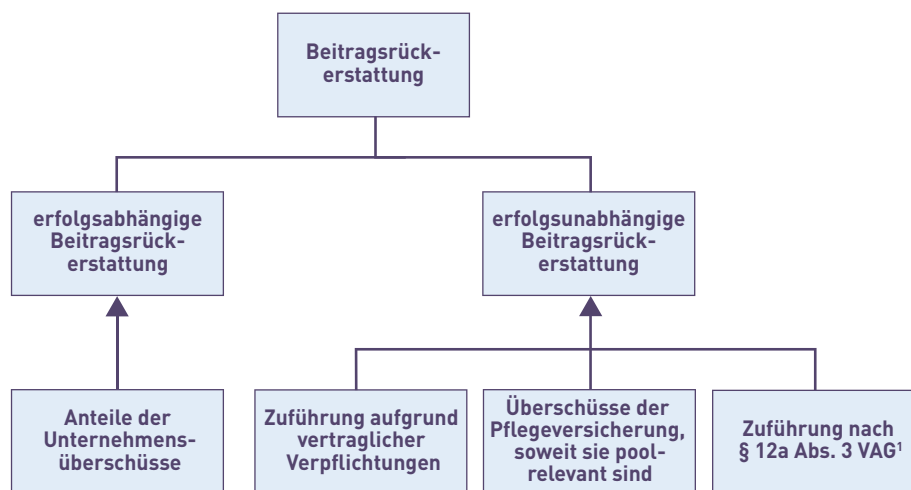 Beitragsrück-
erstattung
erfolgsabhängige
Beitragsrück-
erstattung
erfolgsunabhängige
Beitragsrück-
erstattung
Anteile der
Unternehmens-
überschüsse
Zuführung aufgrund
vertraglicher
Verpflichtungen
Überschüsse der
Pflegeversicherung,
soweit sie pool-
relevant sind
Zuführung nach
§ 12a Abs. 3 VAG¹